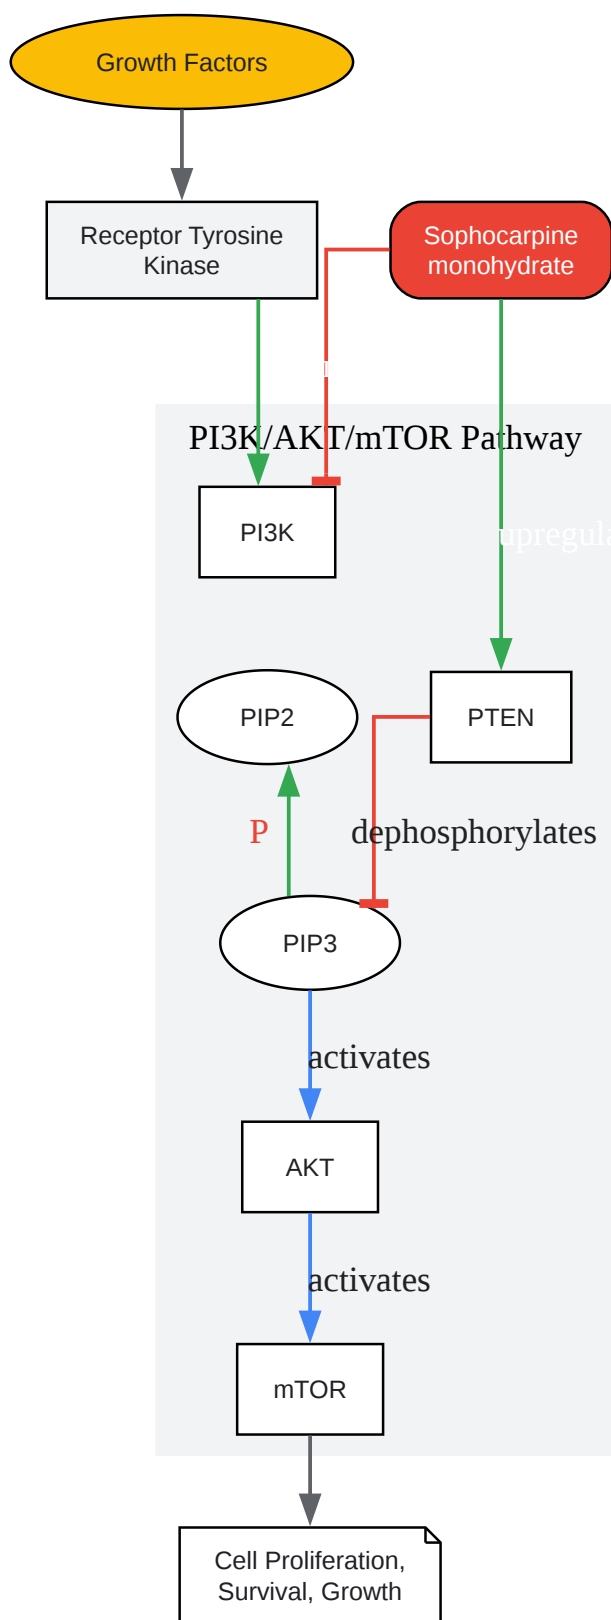 Growth Factors
Receptor Tyrosine
Kinase
Sophocarpine
monohydrate
PI3K/AKT/mTOR Pathway
PI3K
PIP2
PTEN
P
dephosphorylates
PIP3
activates
AKT
activates
mTOR
Cell Proliferation,
Survival, Growth